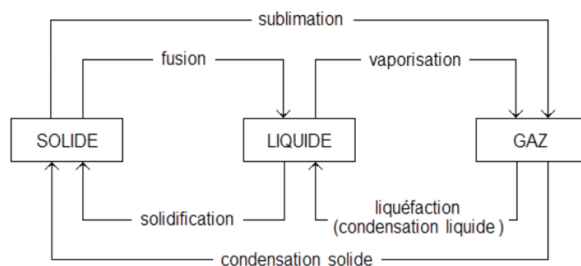 sublimation
fusion
vaporisation
SOLIDE
LIQUIDE
GAZ
solidification
liquéfaction
(condensation liquide )
condensation solide